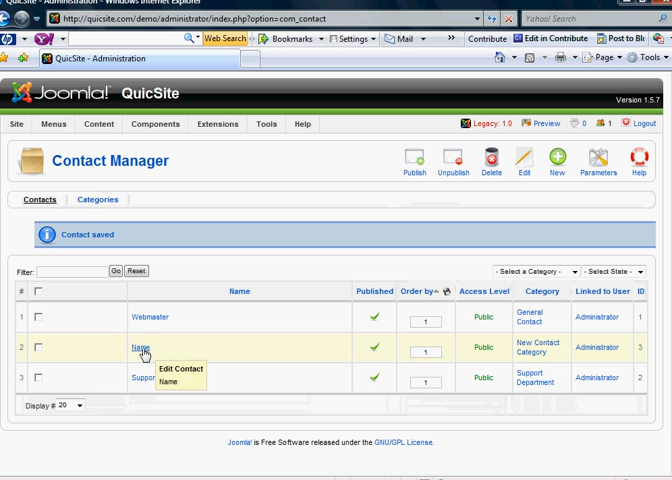 QuicSite - Administration - Windows Internet Explorer
http://quicsite.com/demo/administrator/index.php?option=com_contact
Yahoo! Search
Web Search Bookmarks Settings Mail Contribute Edit in Contribute Post to Bl
QuicSite - Administration
Page Tools
Joomla! QuicSite
Version 1.5.7
Site Menus Content Components Extensions Tools Help
Legacy: 1.0 Preview 0 1 Logout
Contact Manager
Publish Unpublish Delete Edit New Parameters Help
Contacts Categories
Contact saved
Filter: Go Reset - Select a Category - - Select State -
# Name Published Order by Access Level Category Linked to User ID
1 Webmaster 1 Public General Contact Administrator 1
2 Name 1 Public New Contact Category Administrator 3
Edit Contact
Name
3 Suppor 1 Public Support Department Administrator 2
Display # 20
Joomla! is Free Software released under the GNU/GPL License.